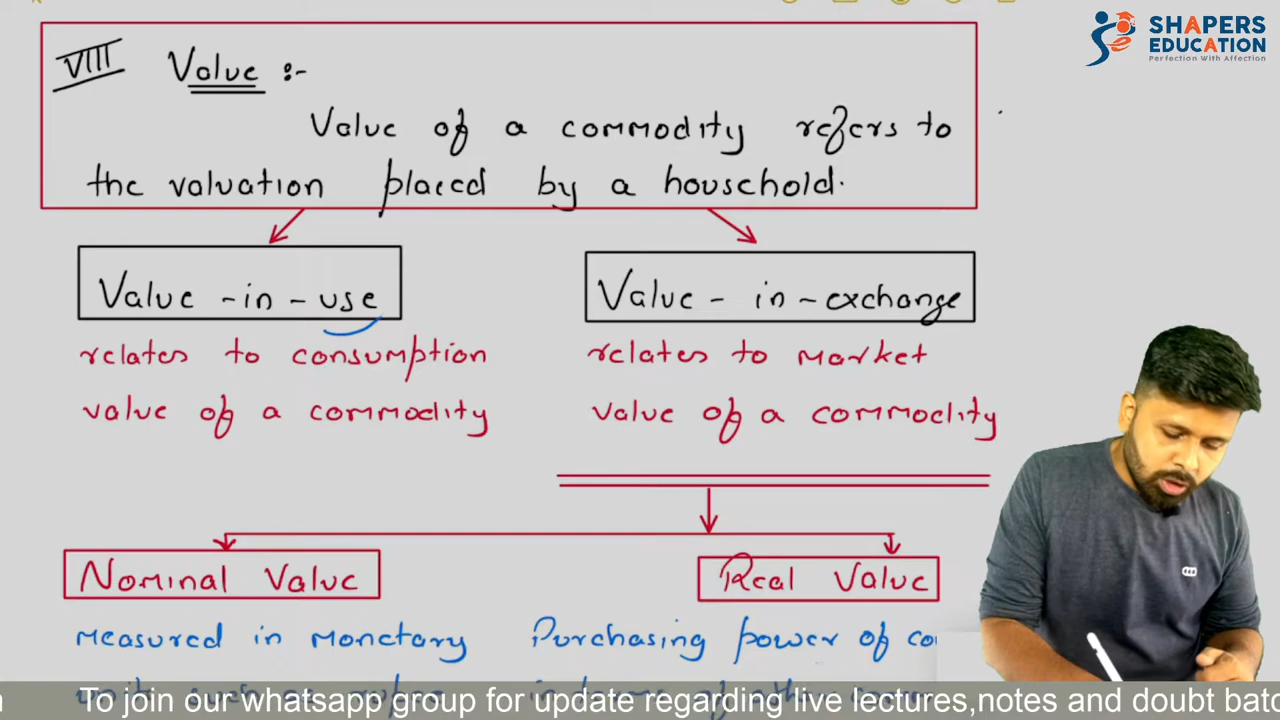 SHAPERS
EDUCATION
Perfection With Affection
VIII Value :-
Value of a commodity refers to
the valuation placed by a household.
Value - in - use
Value - in - exchange
relates to consumption
value of a commodity
relates to market
value of a commodity
Nominal Value
Real Value
Measured in Monetary
Purchasing power of co
To join our whatsapp group for update regarding live lectures,notes and doubt batc